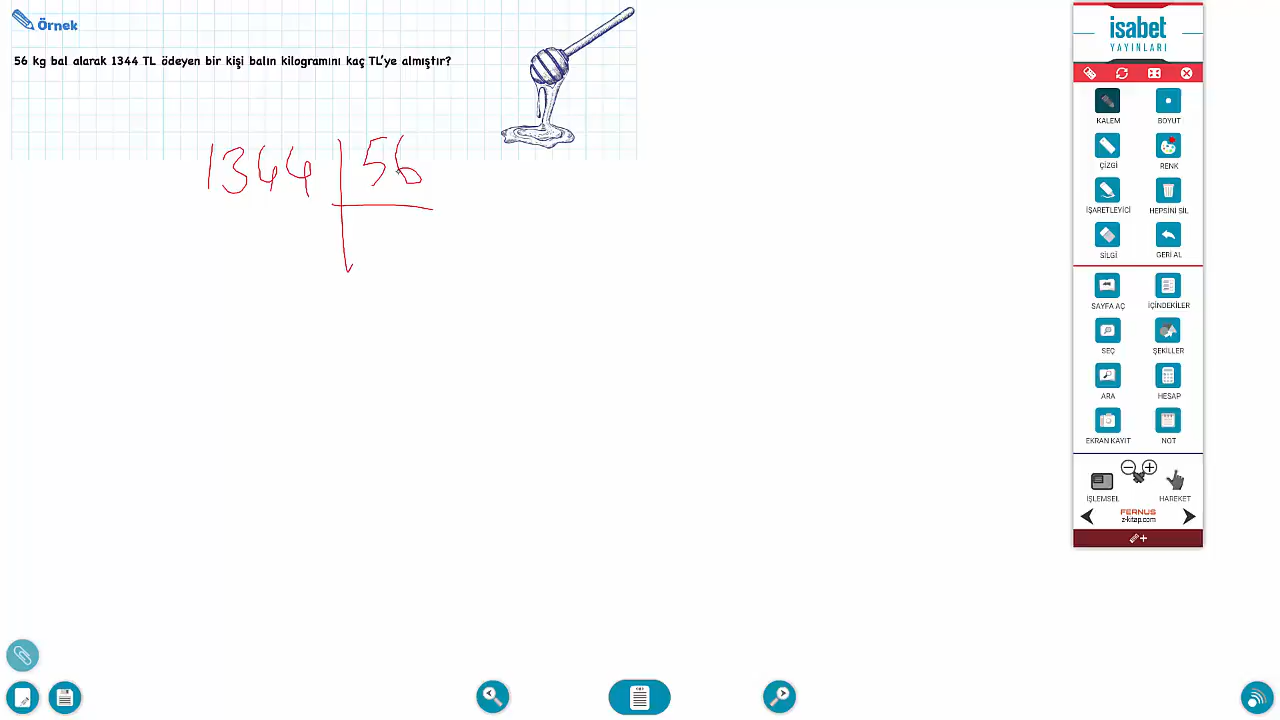 Örnek
56 kg bal alarak 1344 TL ödeyen bir kişi balın kilogramını kaç TL'ye almıştır?
1344 56
isabet
YAYINLARI
KALEM BOYUT
ÇİZGİ RENK
İŞARETLEYİCİ HEPSİNİ SİL
SİLGİ GERİ AL
SAYFA AÇ İÇİNDEKİLER
SEÇ ŞEKİLLER
ARA HESAP
EKRAN KAYIT NOT
İŞLEMSEL HAREKET
FERNUS
z-kitap.com